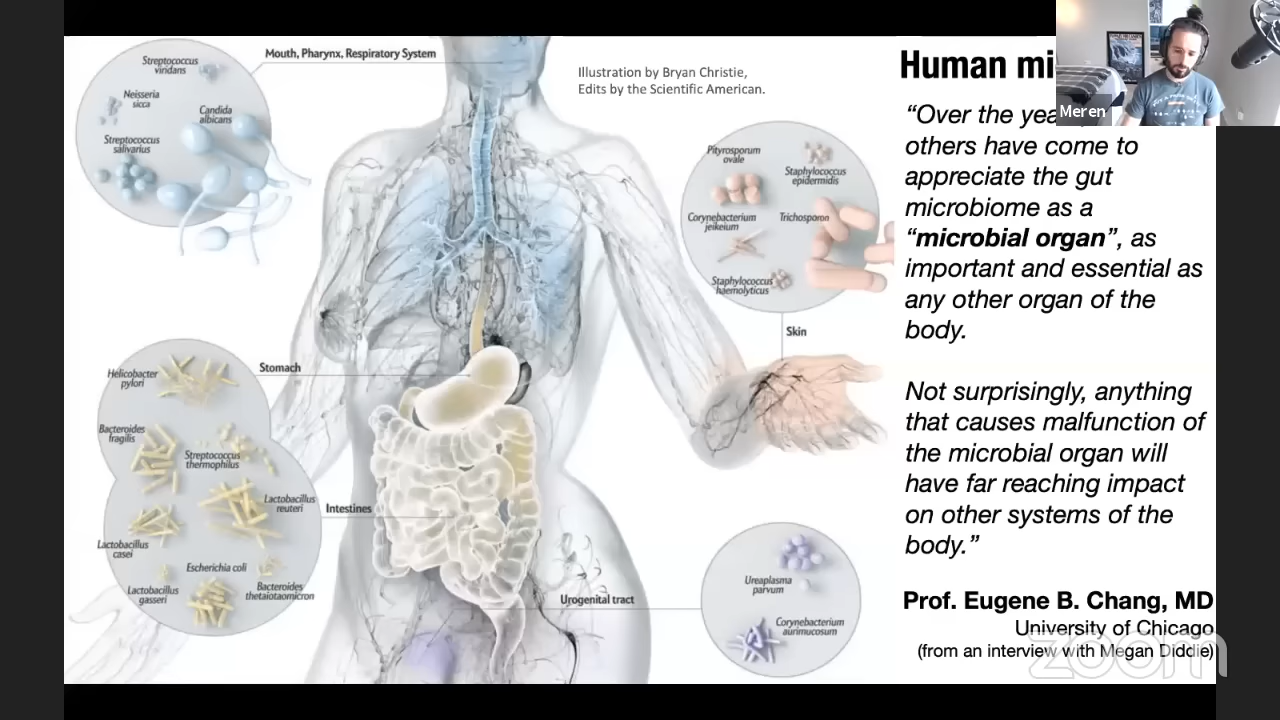 Mouth, Pharynx, Respiratory System
Streptococcus
viridans
Neisseria
sicca
Candida
albicans
Streptococcus
salivarius
Illustration by Bryan Christie,
Edits by the Scientific American.
Pityrosporum
ovale
Staphylococcus
epidermidis
Corynebacterium
jeikeium
Trichosporon
Staphylococcus
haemolyticus
Skin
Stomach
Helicobacter
pylori
Bacteroides
fragilis
Streptococcus
thermophilus
Lactobacillus
reuteri
Intestines
Lactobacillus
casei
Escherichia coli
Lactobacillus
gasseri
Bacteroides
thetaiotaomicron
Urogenital tract
Ureaplasma
parvum
Corynebacterium
aurimucosum
Human mi
Meren
“Over the yea
others have come to
appreciate the gut
microbiome as a
“microbial organ”, as
important and essential as
any other organ of the
body.
Not surprisingly, anything
that causes malfunction of
the microbial organ will
have far reaching impact
on other systems of the
body.”
Prof. Eugene B. Chang, MD
University of Chicago
(from an interview with Megan Diddie)
zoom